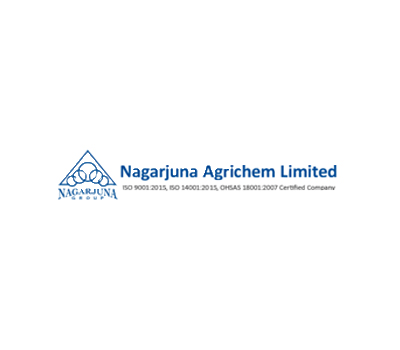 Nagarjuna Agrichem Limited
ISO 9001:2015, ISO 14001:2015, OHSAS 18001:2007 Certified Company
NAGARJUNA
GROUP